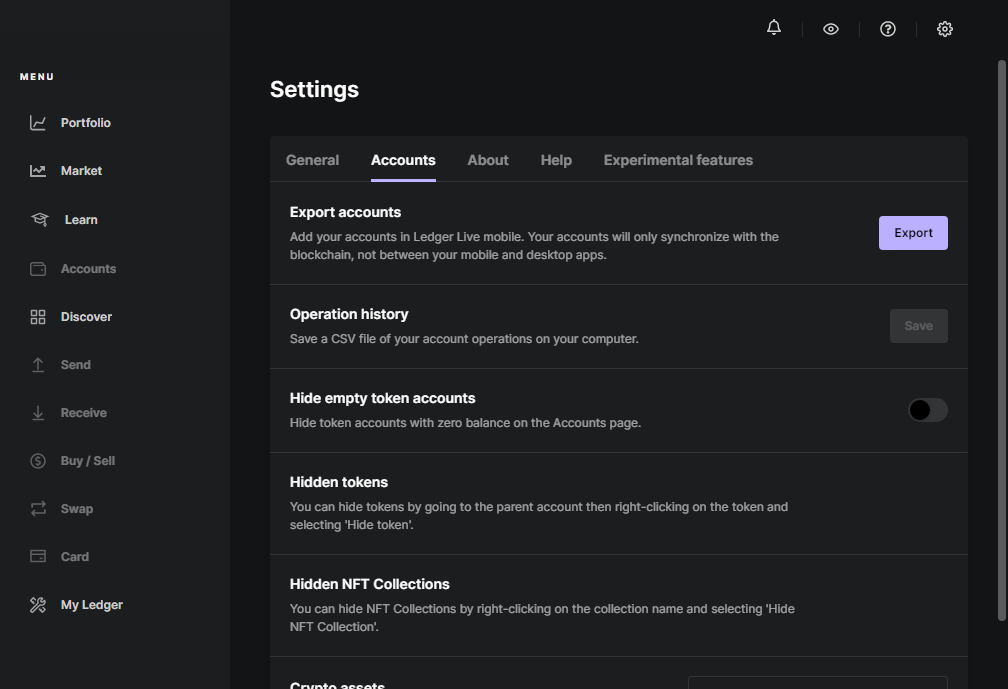 MENU
Portfolio
Market
Learn
Accounts
Discover
Send
Receive
Buy / Sell
Swap
Card
My Ledger
Settings
General Accounts About Help Experimental features
Export accounts
Add your accounts in Ledger Live mobile. Your accounts will only synchronize with the
blockchain, not between your mobile and desktop apps.
Export
Operation history
Save a CSV file of your account operations on your computer.
Save
Hide empty token accounts
Hide token accounts with zero balance on the Accounts page.
Hidden tokens
You can hide tokens by going to the parent account then right-clicking on the token and
selecting 'Hide token'.
Hidden NFT Collections
You can hide NFT Collections by right-clicking on the collection name and selecting 'Hide
NFT Collection'.
Crypto assets